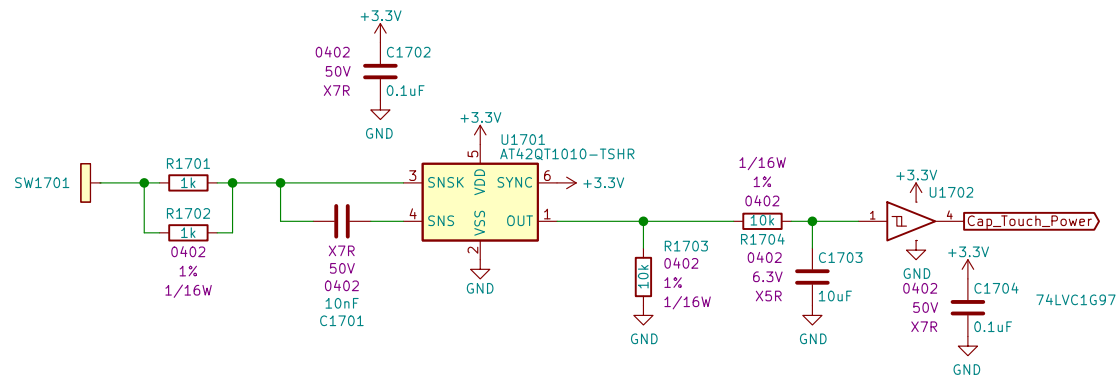 +3.3V
C1702
0402
50V
X7R
0.1uF
GND
+3.3V
U1701
AT42QT1010-TSHR
5
VDD
3
SNSK
SYNC
6
+3.3V
4
SNS
OUT
1
VSS
2
GND
SW1701
R1701
1k
R1702
1k
0402
1%
1/16W
X7R
50V
0402
10nF
C1701
10k
R1703
0402
1%
1/16W
GND
1/16W
1%
0402
10k
R1704
0402
6.3V
X5R
C1703
10uF
GND
+3.3V
U1702
1
4
Cap_Touch_Power
GND
+3.3V
0402
50V
X7R
C1704
0.1uF
GND
74LVC1G97